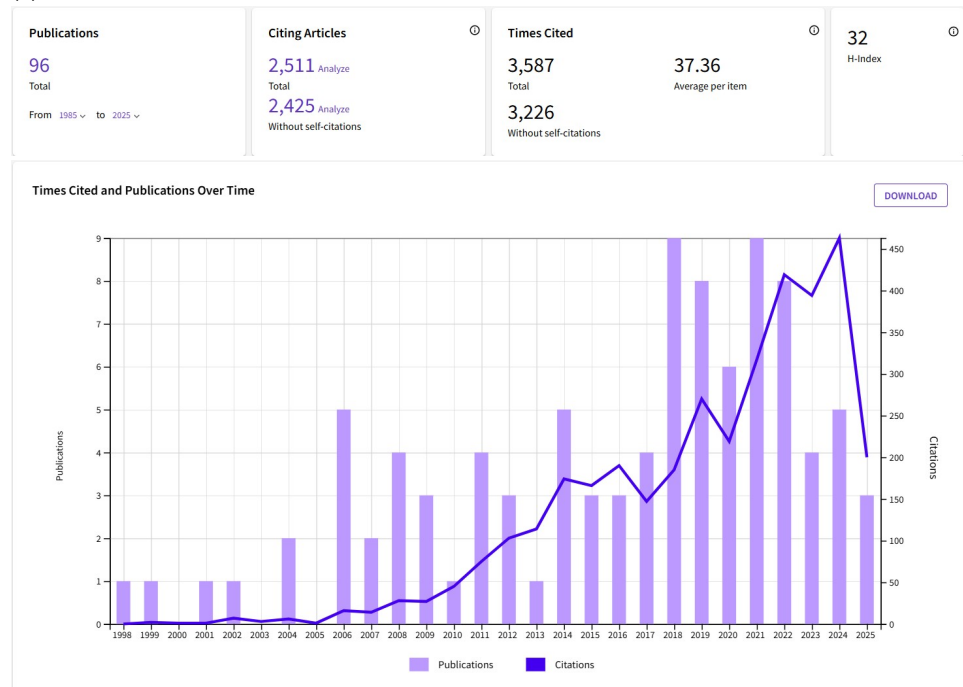 Publications
96
Total
From 1985 to 2025
Citing Articles
2,511 Analyze
Total
2,425 Analyze
Without self-citations
Times Cited
3,587
Total
37.36
Average per item
3,226
Without self-citations
32
H-Index
Times Cited and Publications Over Time
DOWNLOAD
Publications
9
8
7
6
5
4
3
2
1
0
450
400
350
300
250
200
150
100
50
0
Citations
1998 1999 2000 2001 2002 2003 2004 2005 2006 2007 2008 2009 2010 2011 2012 2013 2014 2015 2016 2017 2018 2019 2020 2021 2022 2023 2024 2025
Publications Citations